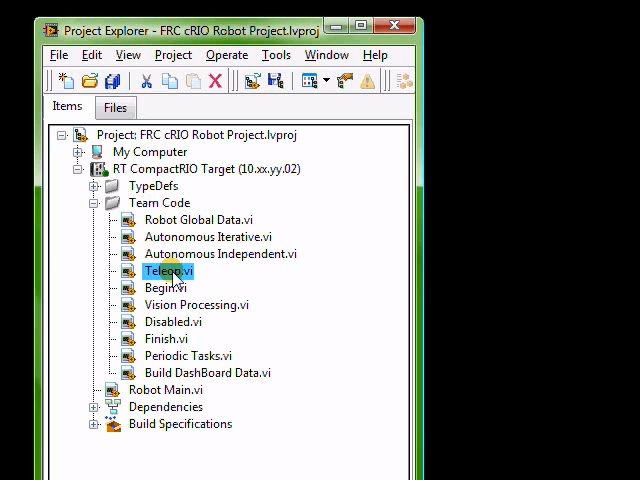 Project Explorer - FRC cRIO Robot Project.lvproj
File Edit View Project Operate Tools Window Help
Items Files
Project: FRC cRIO Robot Project.lvproj
My Computer
RT CompactRIO Target (10.xx.yy.02)
TypeDefs
Team Code
Robot Global Data.vi
Autonomous Iterative.vi
Autonomous Independent.vi
Teleop.vi
Begin.vi
Vision Processing.vi
Disabled.vi
Finish.vi
Periodic Tasks.vi
Build DashBoard Data.vi
Robot Main.vi
Dependencies
Build Specifications